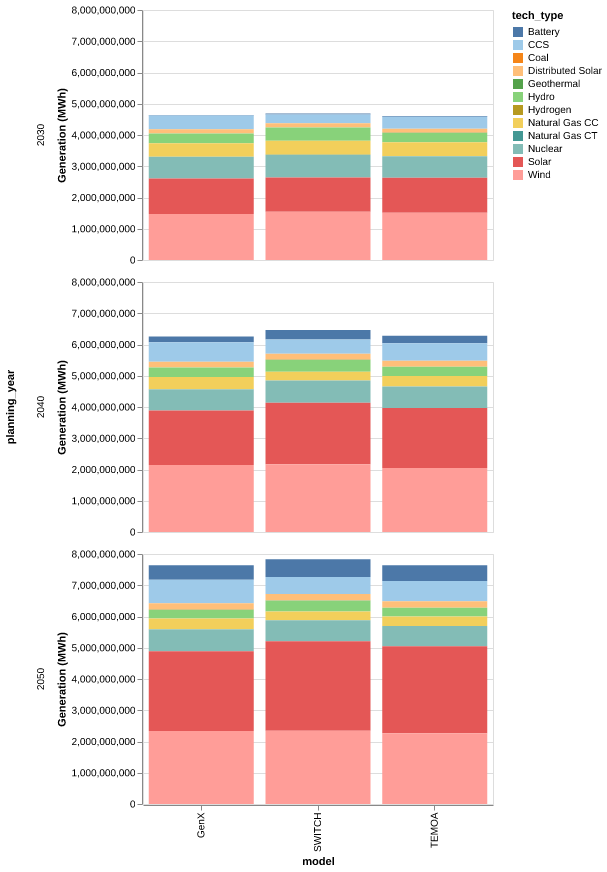 tech_type
Battery
CCS
Coal
Distributed Solar
Geothermal
Hydro
Hydrogen
Natural Gas CC
Natural Gas CT
Nuclear
Solar
Wind
planning_year
2030
Generation (MWh)
8,000,000,000
7,000,000,000
6,000,000,000
5,000,000,000
4,000,000,000
3,000,000,000
2,000,000,000
1,000,000,000
0
2040
Generation (MWh)
8,000,000,000
7,000,000,000
6,000,000,000
5,000,000,000
4,000,000,000
3,000,000,000
2,000,000,000
1,000,000,000
0
2050
Generation (MWh)
8,000,000,000
7,000,000,000
6,000,000,000
5,000,000,000
4,000,000,000
3,000,000,000
2,000,000,000
1,000,000,000
0
GenX
SWITCH
TEMOA
model